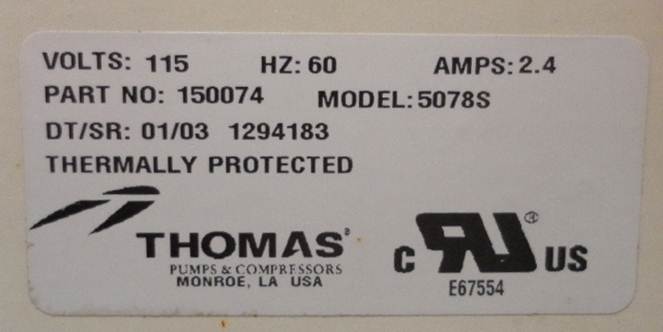 VOLTS: 115 HZ: 60 AMPS: 2.4
PART NO: 150074 MODEL: 5078S
DT/SR: 01/03 1294183
THERMALLY PROTECTED
THOMAS®
PUMPS & COMPRESSORS
MONROE, LA USA
C RU® US
E67554